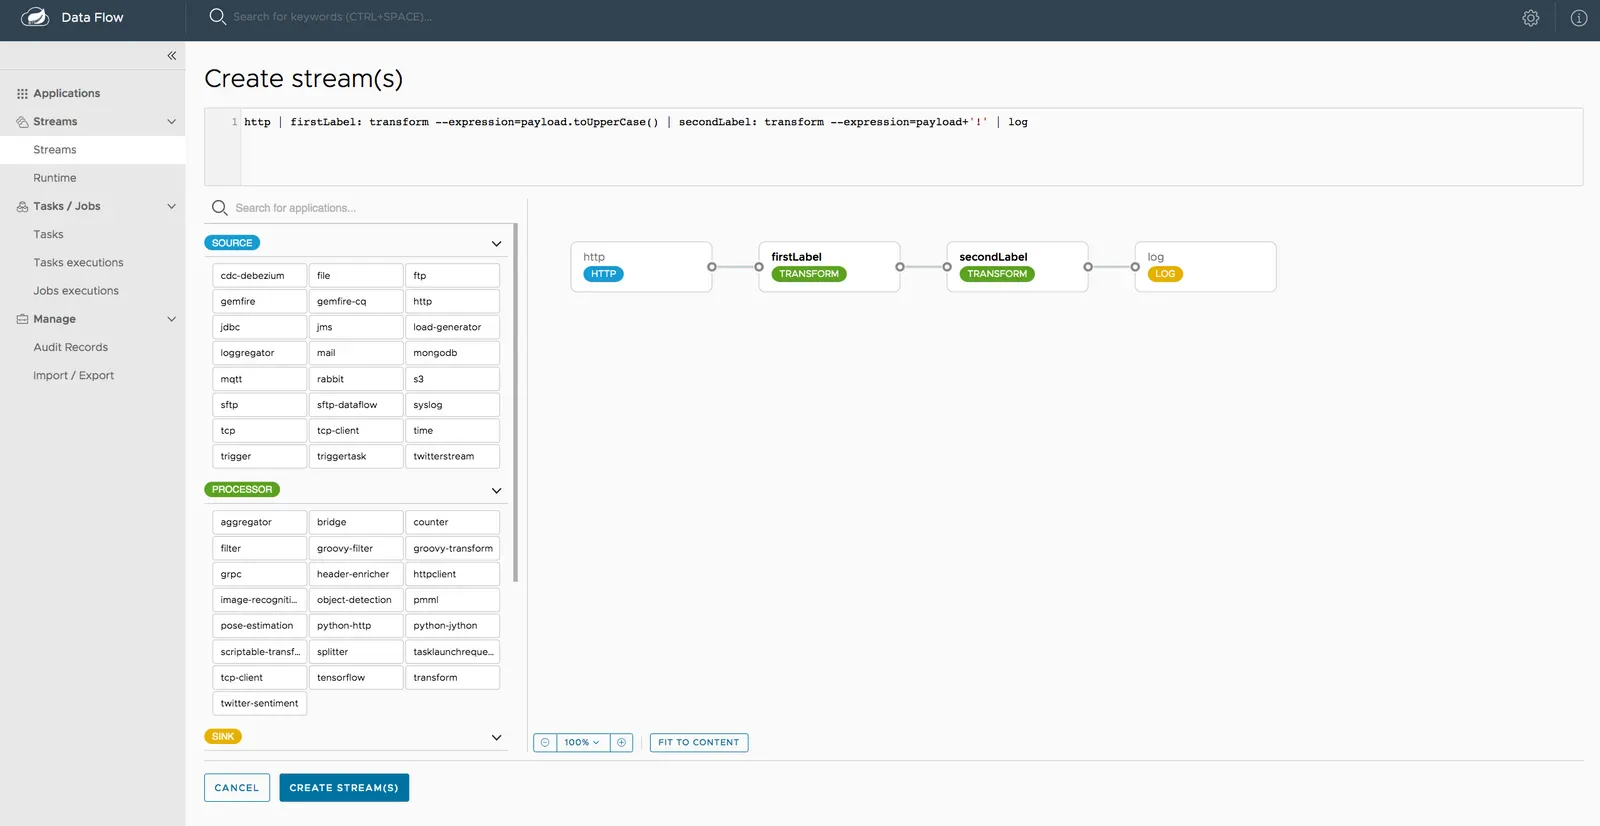 Data Flow
Search for keywords (CTRL+SPACE)...
Applications
Streams
Streams
Runtime
Tasks / Jobs
Tasks
Tasks executions
Jobs executions
Manage
Audit Records
Import / Export
Create stream(s)
1 http | firstLabel: transform --expression=payload.toUpperCase() | secondLabel: transform --expression=payload+'!' | log
Search for applications...
SOURCE
cdc-debezium file ftp
gemfire gemfire-cq http
jdbc jms load-generator
loggregator mail mongodb
mqtt rabbit s3
sftp sftp-dataflow syslog
tcp tcp-client time
trigger triggertask twitterstream
PROCESSOR
aggregator bridge counter
filter groovy-filter groovy-transform
grpc header-enricher httpclient
image-recogniti... object-detection pmml
pose-estimation python-http python-jython
scriptable-transf... splitter tasklaunchreque...
tcp-client tensorflow transform
twitter-sentiment
SINK
http
HTTP
firstLabel
TRANSFORM
secondLabel
TRANSFORM
log
LOG
100%
FIT TO CONTENT
CANCEL
CREATE STREAM(S)